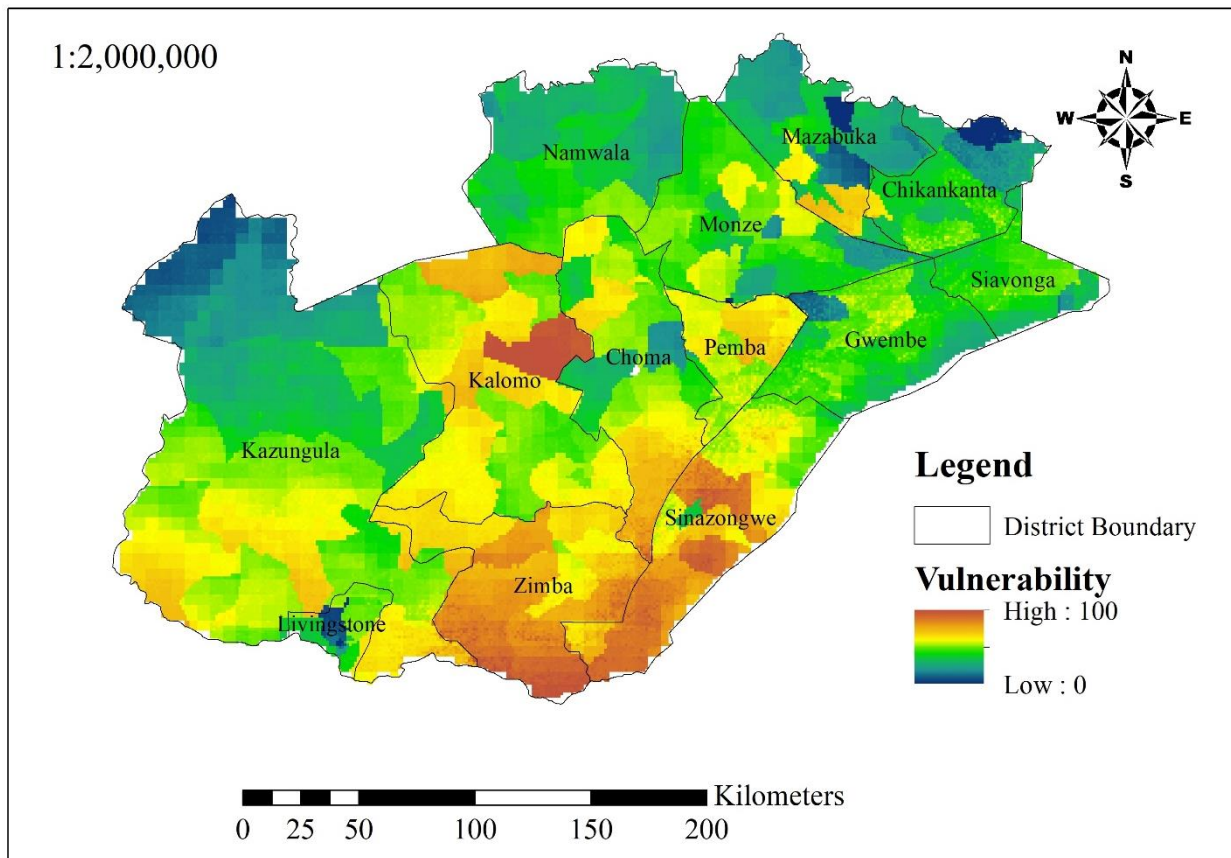 1:2,000,000
N
W E
S
Namwala
Mazabuka
Chikankanta
Monze
Siavonga
Gwembe
Pemba
Choma
Kalomo
Kazungula
Sinazongwe
Zimba
Livingstone
Legend
District Boundary
Vulnerability
High : 100
Low : 0
Kilometers
0 25 50 100 150 200